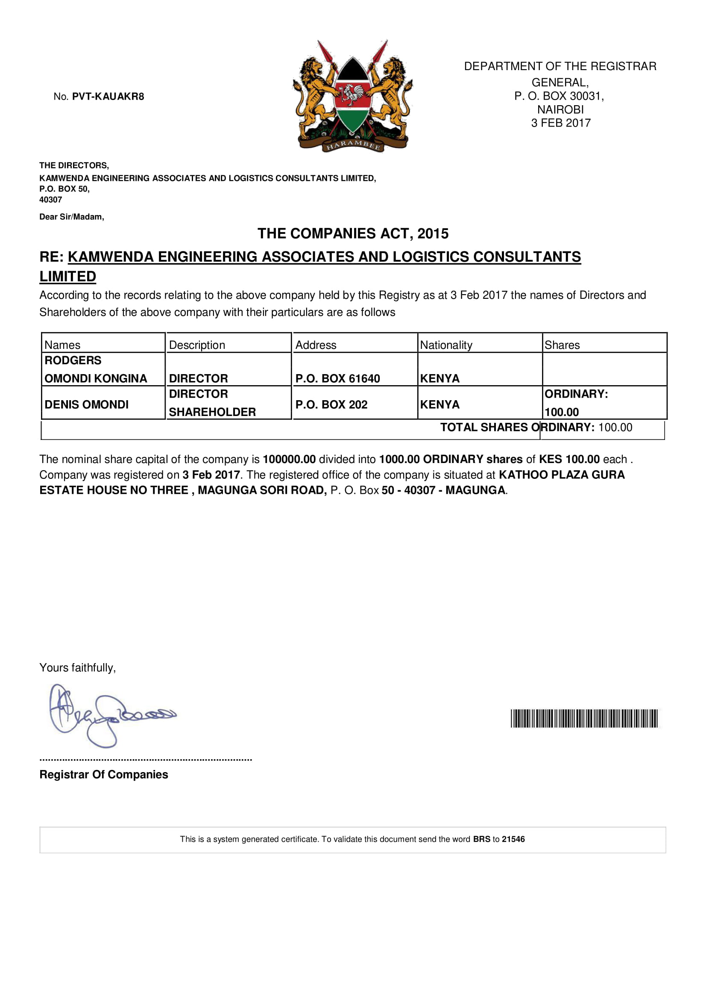 No. PVT-KAUAKR8
HARAMBEE
DEPARTMENT OF THE REGISTRAR
GENERAL,
P. O. BOX 30031,
NAIROBI
3 FEB 2017
THE DIRECTORS,
KAMWENDA ENGINEERING ASSOCIATES AND LOGISTICS CONSULTANTS LIMITED,
P.O. BOX 50,
40307
Dear Sir/Madam,
THE COMPANIES ACT, 2015
RE: KAMWENDA ENGINEERING ASSOCIATES AND LOGISTICS CONSULTANTS
LIMITED
According to the records relating to the above company held by this Registry as at 3 Feb 2017 the names of Directors and
Shareholders of the above company with their particulars are as follows
Names Description Address Nationality Shares
RODGERS
OMONDI KONGINA DIRECTOR P.O. BOX 61640 KENYA
DENIS OMONDI DIRECTOR
SHAREHOLDER P.O. BOX 202 KENYA ORDINARY:
100.00
TOTAL SHARES ORDINARY: 100.00
The nominal share capital of the company is 100000.00 divided into 1000.00 ORDINARY shares of KES 100.00 each .
Company was registered on 3 Feb 2017. The registered office of the company is situated at KATHOO PLAZA GURA
ESTATE HOUSE NO THREE , MAGUNGA SORI ROAD, P. O. Box 50 - 40307 - MAGUNGA.
Yours faithfully,
Registrar Of Companies
This is a system generated certificate. To validate this document send the word BRS to 21546